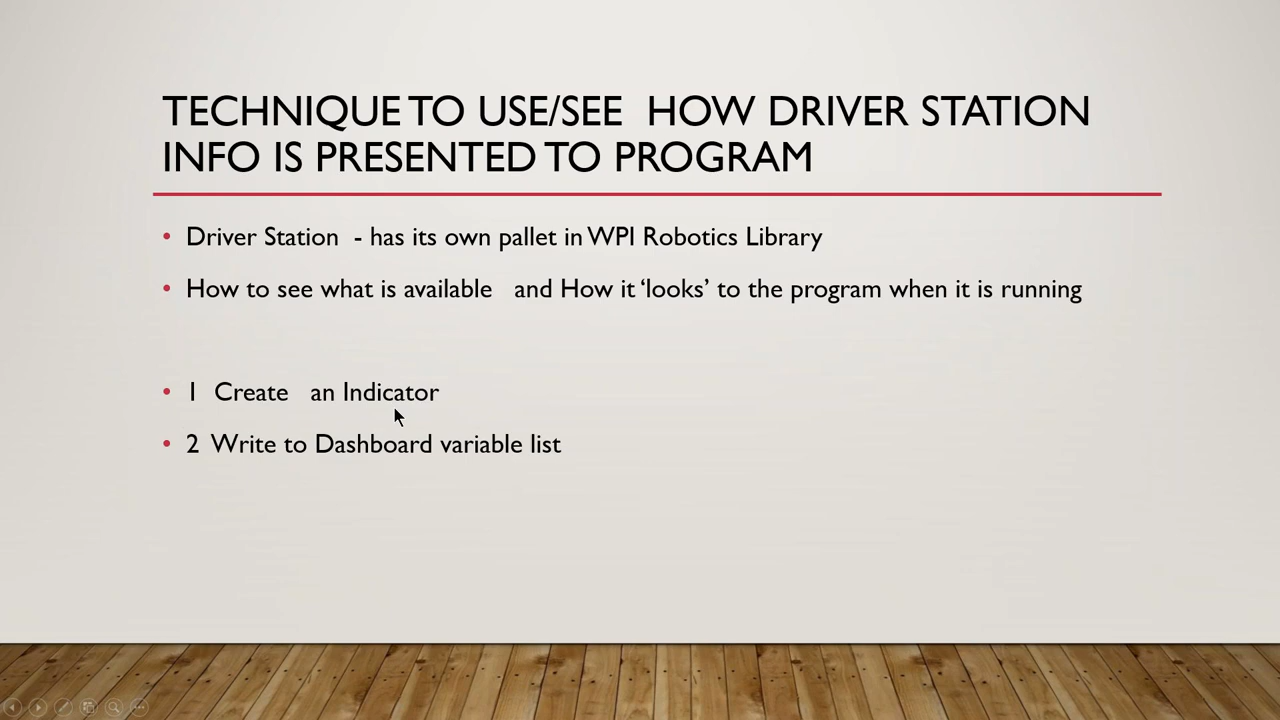 TECHNIQUE TO USE/SEE HOW DRIVER STATION
INFO IS PRESENTED TO PROGRAM
• Driver Station - has its own pallet in WPI Robotics Library
• How to see what is available and How it ‘looks’ to the program when it is running
• 1 Create an Indicator
• 2 Write to Dashboard variable list